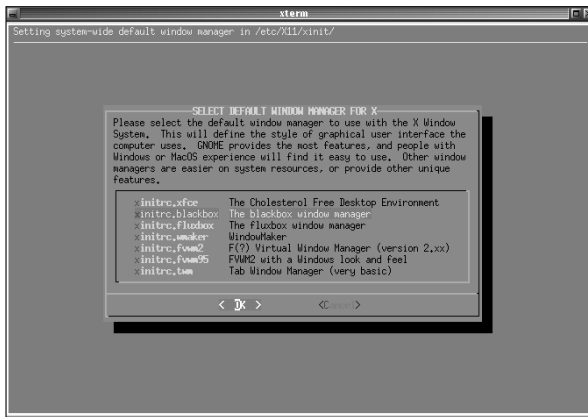 xterm
Setting system-wide default window manager in /etc/X11/xinit/
SELECT DEFAULT WINDOW MANAGER FOR X
Please select the default window manager to use with the X Window
System. This will define the style of graphical user interface the
computer uses. GNOME provides the most features, and people with
Windows or MacOS experience will find it easy to use. Other window
managers are easier on system resources, or provide other unique
features.
xinitrc.xfce The Cholesterol Free Desktop Environment
xinitrc.blackbox The blackbox window manager
xinitrc.fluxbox The fluxbox window manager
xinitrc.wmaker WindowMaker
xinitrc.fvwm2 F(?) Virtual Window Manager (version 2.xx)
xinitrc.fvwm95 FVWM2 with a Windows look and feel
xinitrc.twm Tab Window Manager (very basic)
< OK > <Cancel>